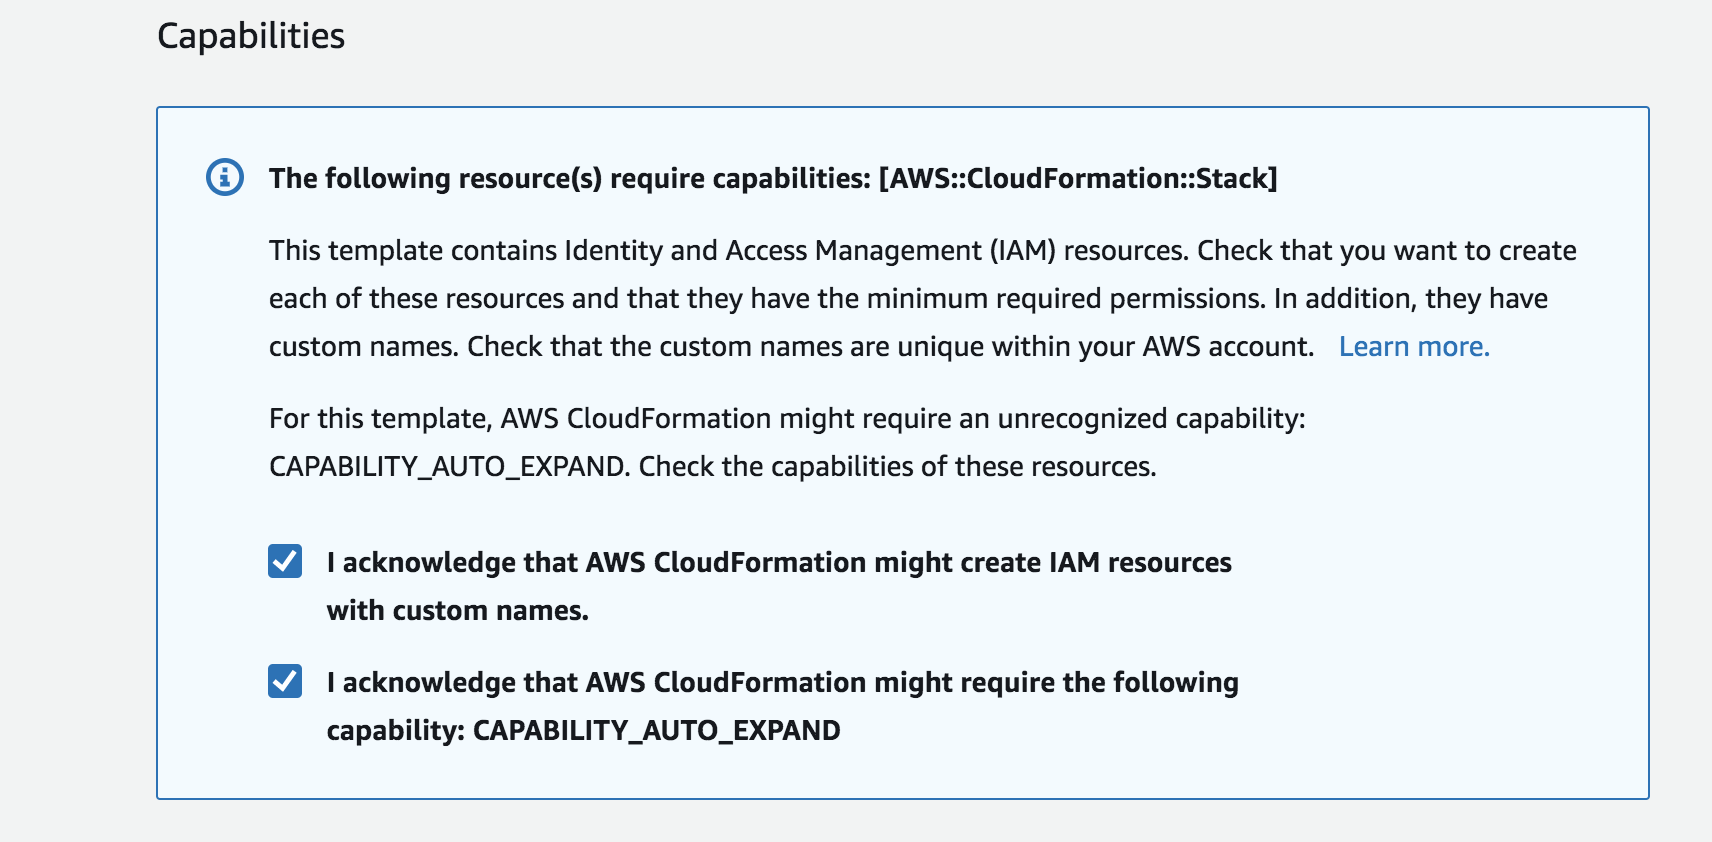 Capabilities
The following resource(s) require capabilities: [AWS::CloudFormation::Stack]
This template contains Identity and Access Management (IAM) resources. Check that you want to create
each of these resources and that they have the minimum required permissions. In addition, they have
custom names. Check that the custom names are unique within your AWS account. Learn more.
For this template, AWS CloudFormation might require an unrecognized capability:
CAPABILITY_AUTO_EXPAND. Check the capabilities of these resources.
I acknowledge that AWS CloudFormation might create IAM resources
with custom names.
I acknowledge that AWS CloudFormation might require the following
capability: CAPABILITY_AUTO_EXPAND